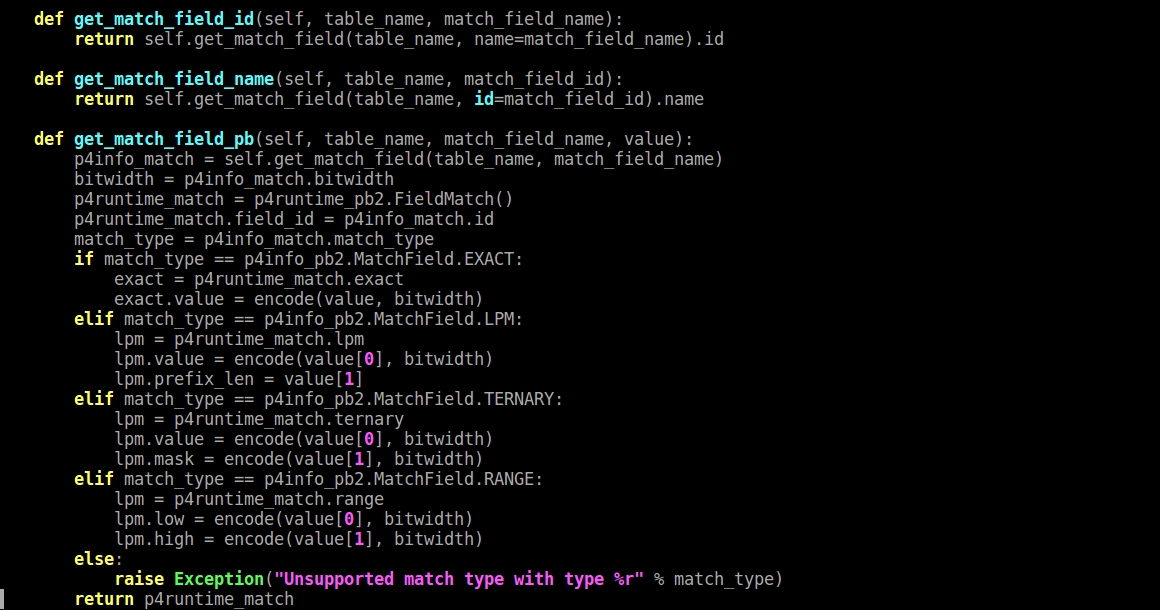 def get_match_field_id(self, table_name, match_field_name):
    return self.get_match_field(table_name, name=match_field_name).id

def get_match_field_name(self, table_name, match_field_id):
    return self.get_match_field(table_name, id=match_field_id).name

def get_match_field_pb(self, table_name, match_field_name, value):
    p4info_match = self.get_match_field(table_name, match_field_name)
    bitwidth = p4info_match.bitwidth
    p4runtime_match = p4runtime_pb2.FieldMatch()
    p4runtime_match.field_id = p4info_match.id
    match_type = p4info_match.match_type
    if match_type == p4info_pb2.MatchField.EXACT:
        exact = p4runtime_match.exact
        exact.value = encode(value, bitwidth)
    elif match_type == p4info_pb2.MatchField.LPM:
        lpm = p4runtime_match.lpm
        lpm.value = encode(value[0], bitwidth)
        lpm.prefix_len = value[1]
    elif match_type == p4info_pb2.MatchField.TERNARY:
        lpm = p4runtime_match.ternary
        lpm.value = encode(value[0], bitwidth)
        lpm.mask = encode(value[1], bitwidth)
    elif match_type == p4info_pb2.MatchField.RANGE:
        lpm = p4runtime_match.range
        lpm.low = encode(value[0], bitwidth)
        lpm.high = encode(value[1], bitwidth)
    else:
        raise Exception("Unsupported match type with type %r" % match_type)
    return p4runtime_match